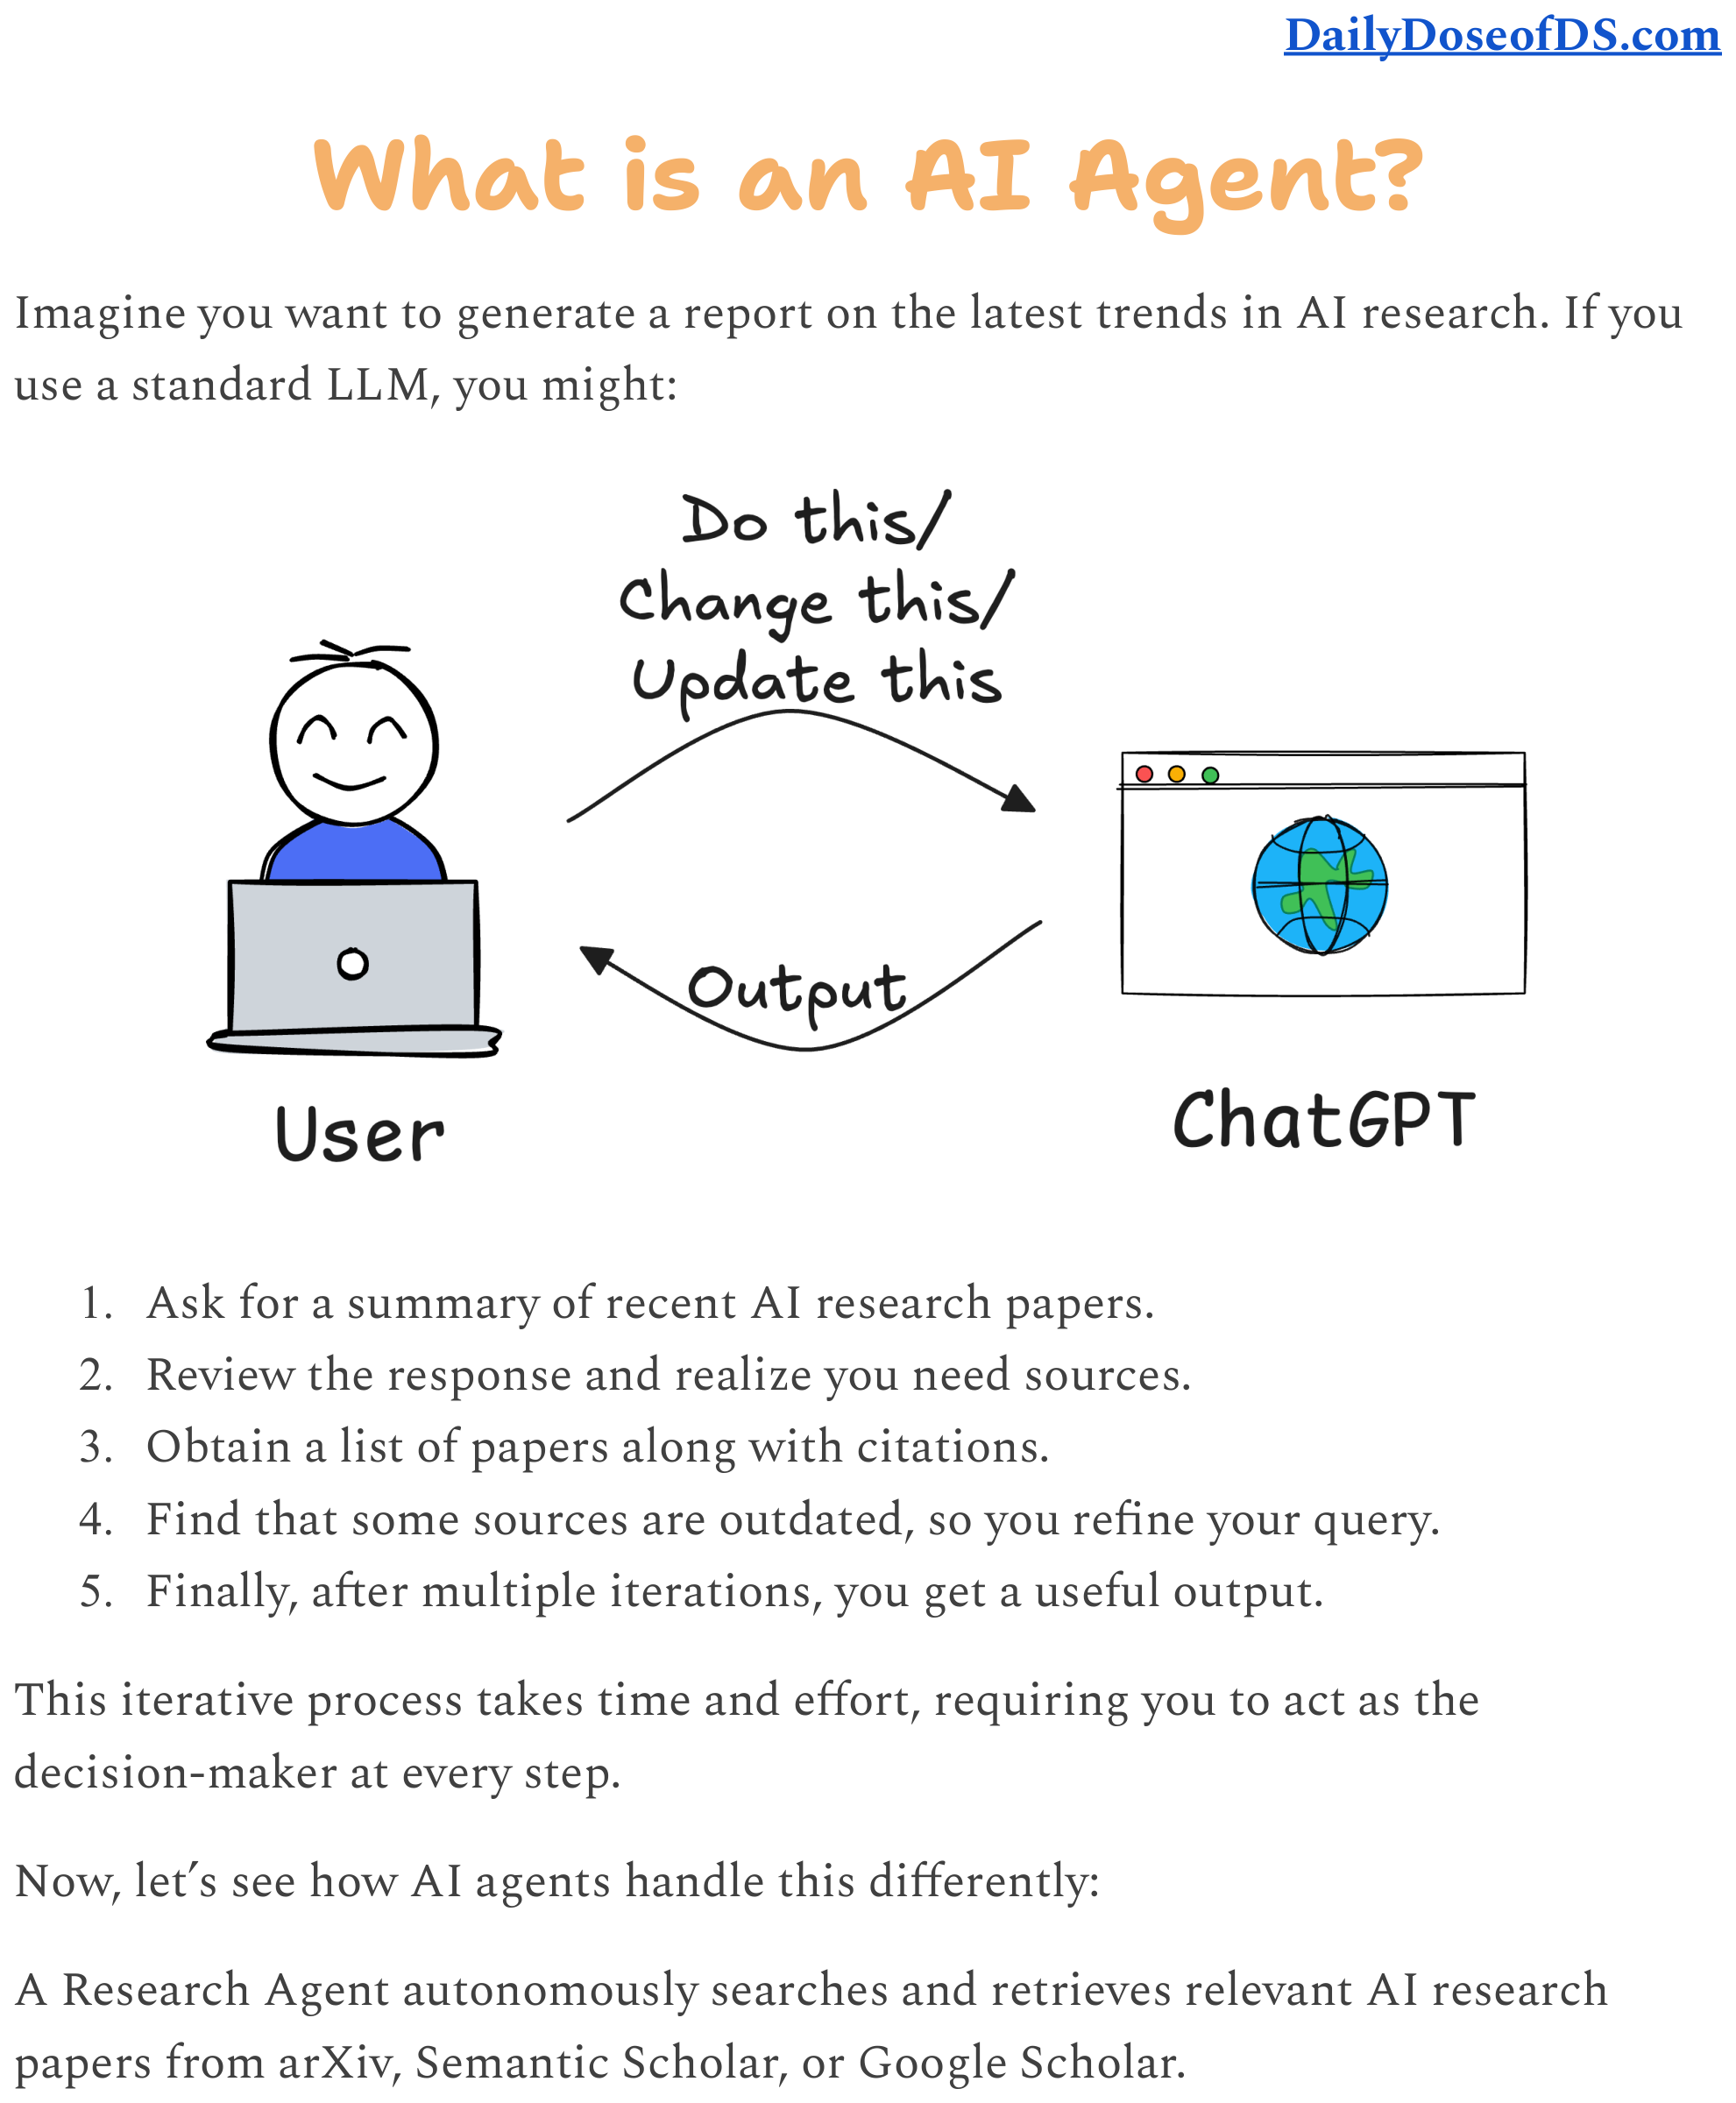 DailyDoseofDS.com
What is an AI Agent?
Imagine you want to generate a report on the latest trends in AI research. If you
use a standard LLM, you might:
Do this/
Change this/
Update this
Output
User
ChatGPT
1. Ask for a summary of recent AI research papers.
2. Review the response and realize you need sources.
3. Obtain a list of papers along with citations.
4. Find that some sources are outdated, so you refine your query.
5. Finally, after multiple iterations, you get a useful output.
This iterative process takes time and effort, requiring you to act as the
decision-maker at every step.
Now, let′s see how AI agents handle this differently:
A Research Agent autonomously searches and retrieves relevant AI research
papers from arXiv, Semantic Scholar, or Google Scholar.